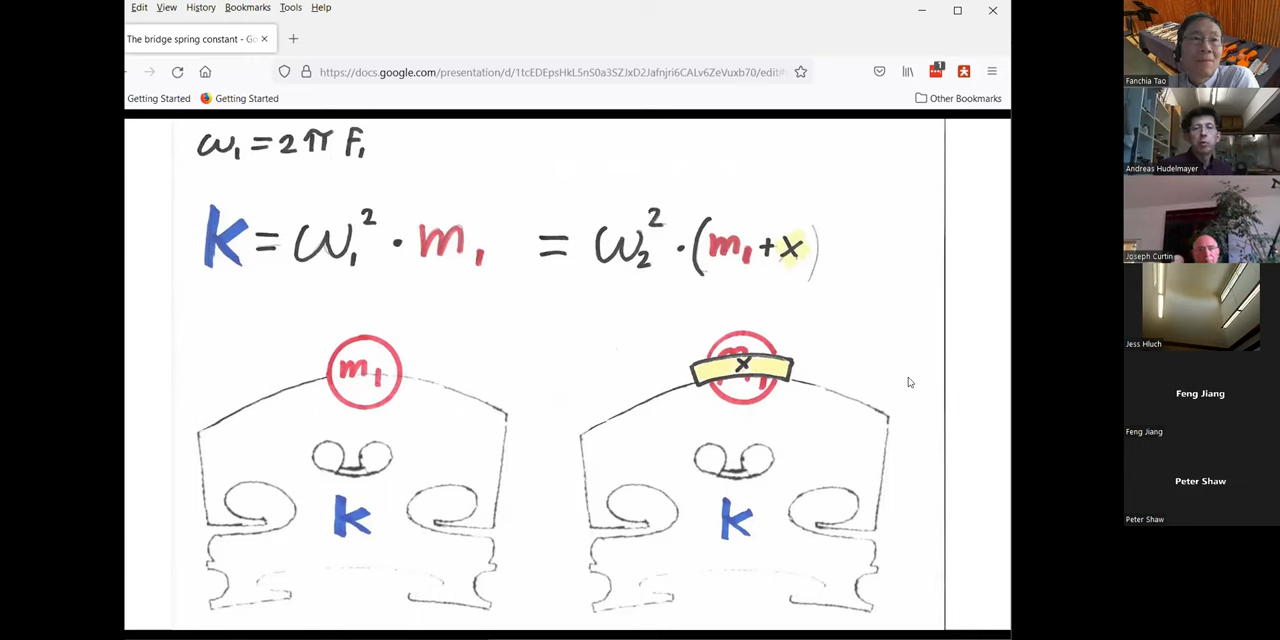 Edit View History Bookmarks Tools Help
The bridge spring constant - Go
https://docs.google.com/presentation/d/1tcEDEpsHkL5nS0a3SZJxD2Jafnjri6CALv6ZeVuxb70/edit#
1
Getting Started Getting Started Other Bookmarks
ω₁ = 2π F₁
K = ω₁² · m₁ = ω₂² · (m₁ + x)
m₁ x
k k
Fanchia Tao
Andreas Hudelmayer
Joseph Curtin
Jess Hluch
Feng Jiang
Feng Jiang
Peter Shaw
Peter Shaw